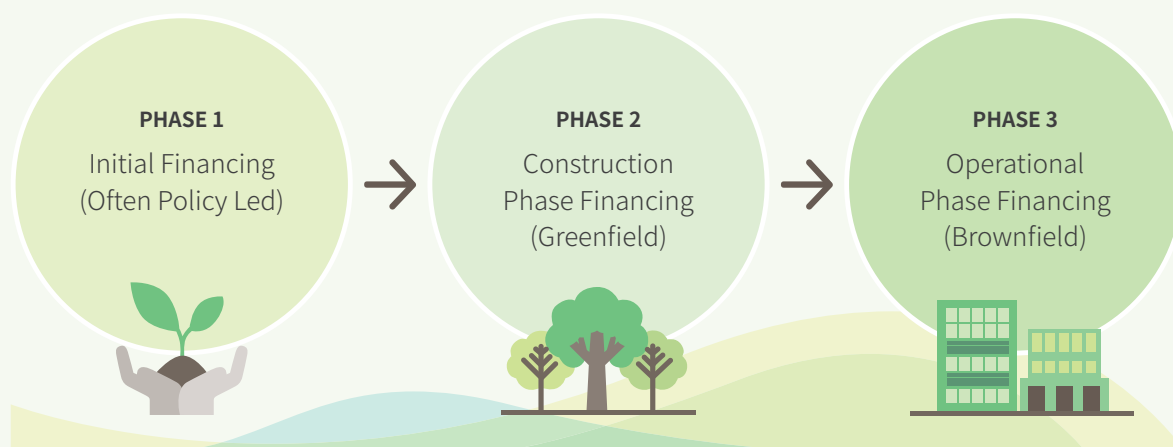 PHASE 1
Initial Financing
(Often Policy Led)
PHASE 2
Construction
Phase Financing
(Greenfield)
PHASE 3
Operational
Phase Financing
(Brownfield)